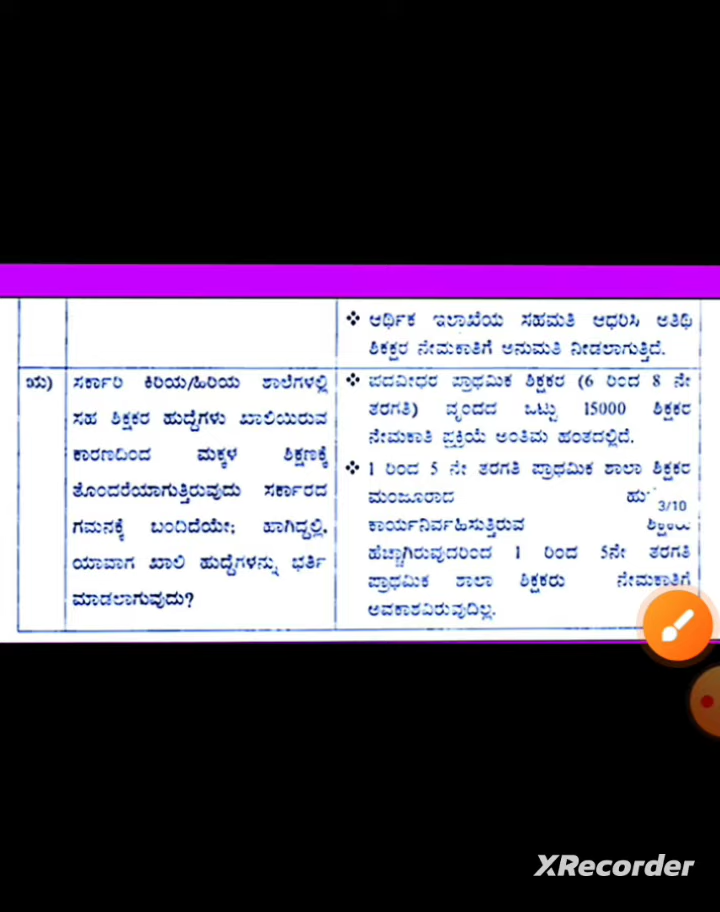 ❖ ಆರ್ಥಿಕ ಇಲಾಖೆಯ ಸಹಮತಿ ಆಧರಿಸಿ ಅತಿಥಿ
ಶಿಕ್ಷಕರ ನೇಮಕಾತಿಗೆ ಅನುಮತಿ ನೀಡಲಾಗುತ್ತಿದೆ.
ಋ)
ಸರ್ಕಾರಿ ಕಿರಿಯ/ಹಿರಿಯ ಶಾಲೆಗಳಲ್ಲಿ
ಸಹ ಶಿಕ್ಷಕರ ಹುದ್ದೆಗಳು ಖಾಲಿಯಿರುವ
ಕಾರಣದಿಂದ ಮಕ್ಕಳ ಶಿಕ್ಷಣಕ್ಕೆ
ತೊಂದರೆಯಾಗುತ್ತಿರುವುದು ಸರ್ಕಾರದ
ಗಮನಕ್ಕೆ ಬಂದಿದೆಯೇ; ಹಾಗಿದ್ದಲ್ಲಿ,
ಯಾವಾಗ ಖಾಲಿ ಹುದ್ದೆಗಳನ್ನು ಭರ್ತಿ
ಮಾಡಲಾಗುವುದು?
❖ ಪದವೀಧರ ಪ್ರಾಥಮಿಕ ಶಿಕ್ಷಕರ (6 ರಿಂದ 8 ನೇ
ತರಗತಿ) ವೃಂದದ ಒಟ್ಟು 15000 ಶಿಕ್ಷಕರ
ನೇಮಕಾತಿ ಪ್ರಕ್ರಿಯೆ ಅಂತಿಮ ಹಂತದಲ್ಲಿದೆ.
❖ 1 ರಿಂದ 5 ನೇ ತರಗತಿ ಪ್ರಾಥಮಿಕ ಶಾಲಾ ಶಿಕ್ಷಕರ
ಮಂಜೂರಾದ
3/10
ಕಾರ್ಯನಿರ್ವಹಿಸುತ್ತಿರುವ ಶಿಕ್ಷಕರು
ಹೆಚ್ಚಾಗಿರುವುದರಿಂದ 1 ರಿಂದ 5ನೇ ತರಗತಿ
ಪ್ರಾಥಮಿಕ ಶಾಲಾ ಶಿಕ್ಷಕರು ನೇಮಕಾತಿಗೆ
ಅವಕಾಶವಿರುವುದಿಲ್ಲ.
XRecorder